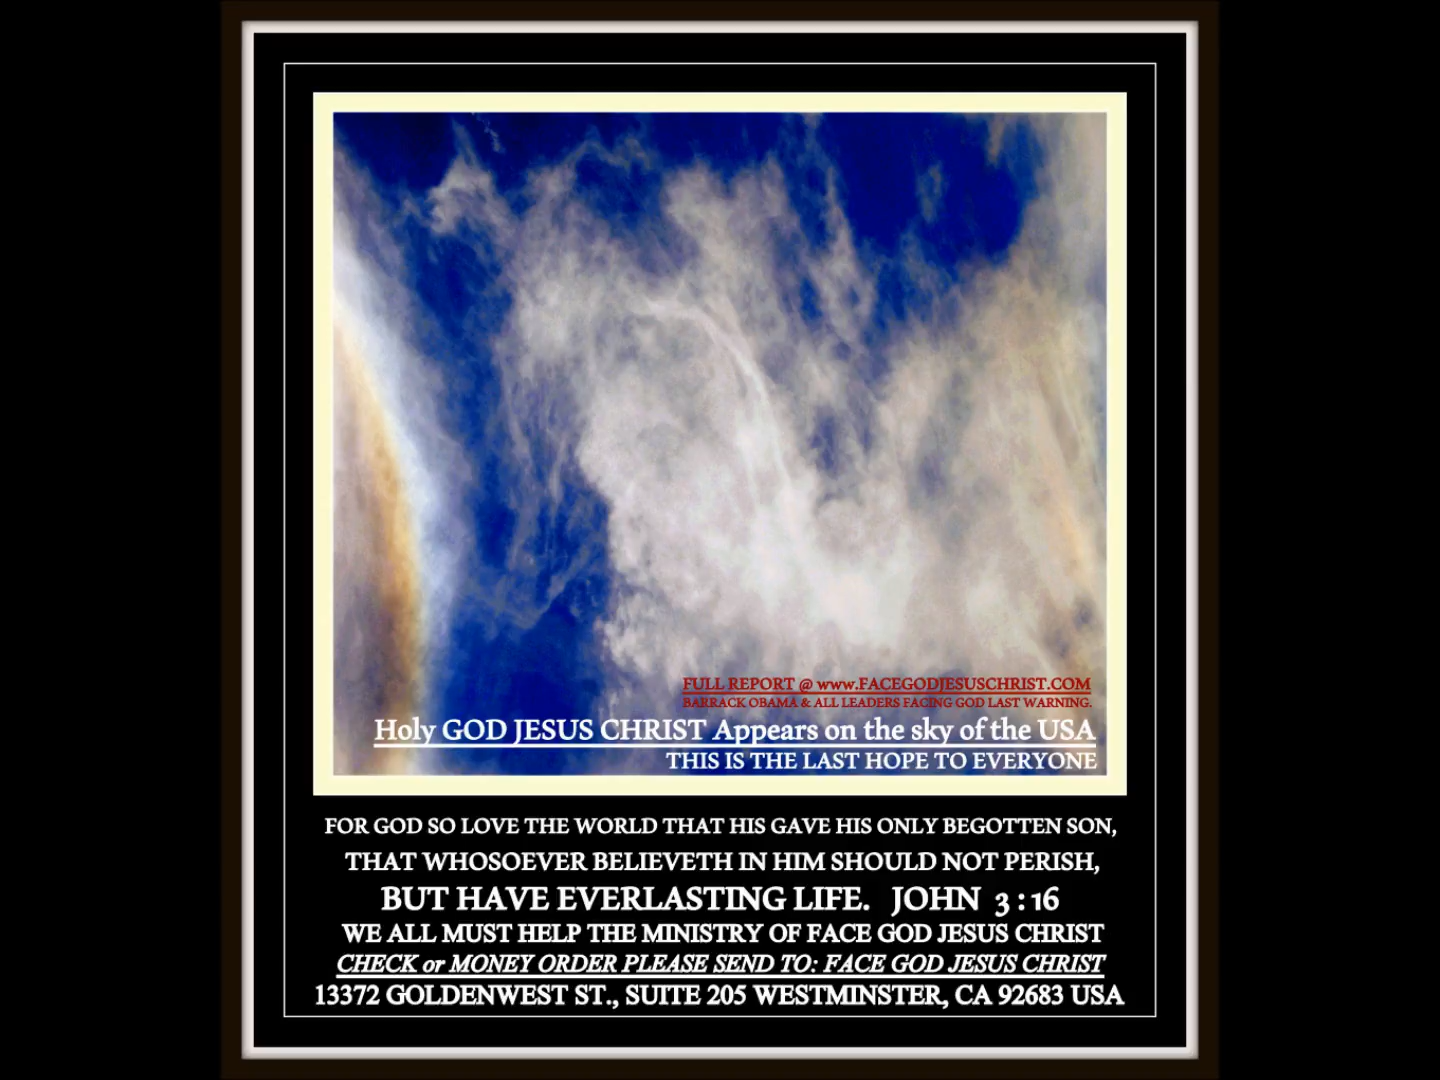 FULL REPORT @ www.FACEGODJESUSCHRIST.COM
BARRACK OBAMA & ALL LEADERS FACING GOD LAST WARNING.
Holy GOD JESUS CHRIST Appears on the sky of the USA
THIS IS THE LAST HOPE TO EVERYONE
FOR GOD SO LOVE THE WORLD THAT HIS GAVE HIS ONLY BEGOTTEN SON,
THAT WHOSOEVER BELIEVETH IN HIM SHOULD NOT PERISH,
BUT HAVE EVERLASTING LIFE. JOHN 3 : 16
WE ALL MUST HELP THE MINISTRY OF FACE GOD JESUS CHRIST
CHECK or MONEY ORDER PLEASE SEND TO: FACE GOD JESUS CHRIST
13372 GOLDENWEST ST., SUITE 205 WESTMINSTER, CA 92683 USA